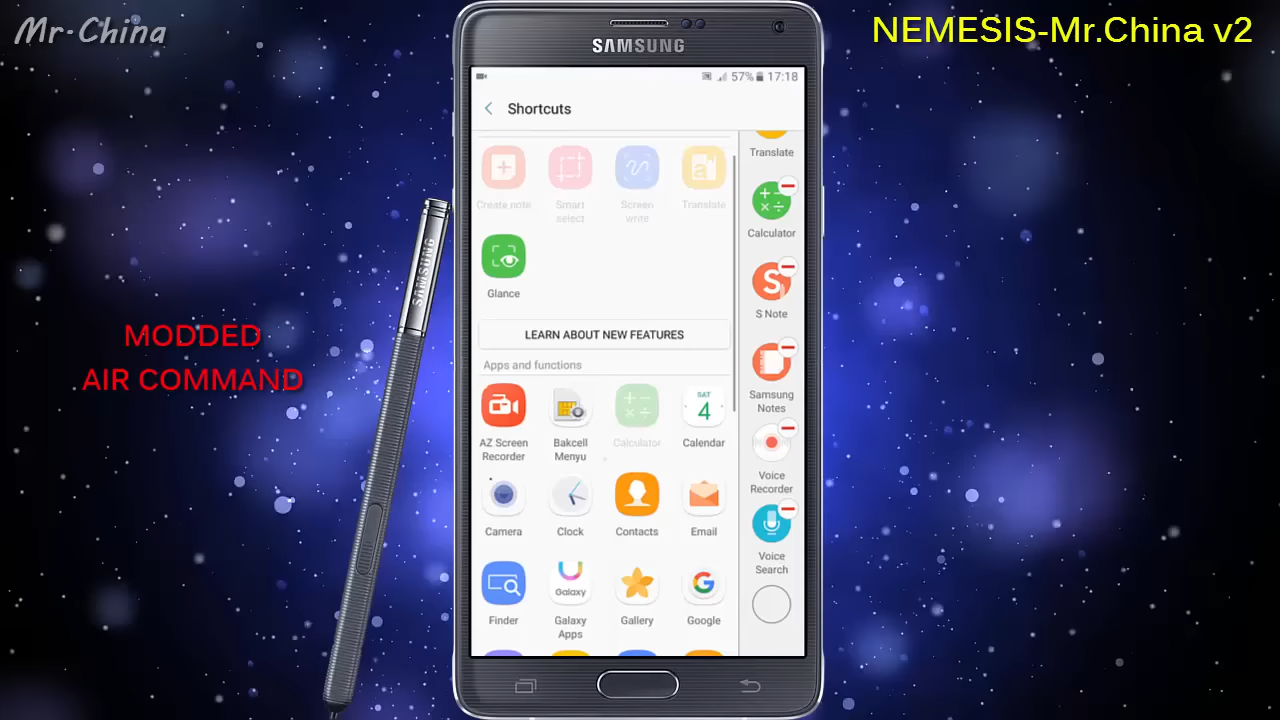 Mr.China
NEMESIS-Mr.China v2
MODDED
AIR COMMAND
SAMSUNG
SAMSUNG
57% 17:18
Shortcuts
Create note
Smart
select
Screen
write
Translate
Glance
LEARN ABOUT NEW FEATURES
Apps and functions
AZ Screen
Recorder
Bakcell
Menyu
Calculator
SAT
4
Calendar
Camera
Clock
Contacts
Email
Finder
Galaxy
Galaxy
Apps
Gallery
G
Google
Translate
Calculator
S
S Note
Samsung
Notes
Voice
Recorder
Voice
Search